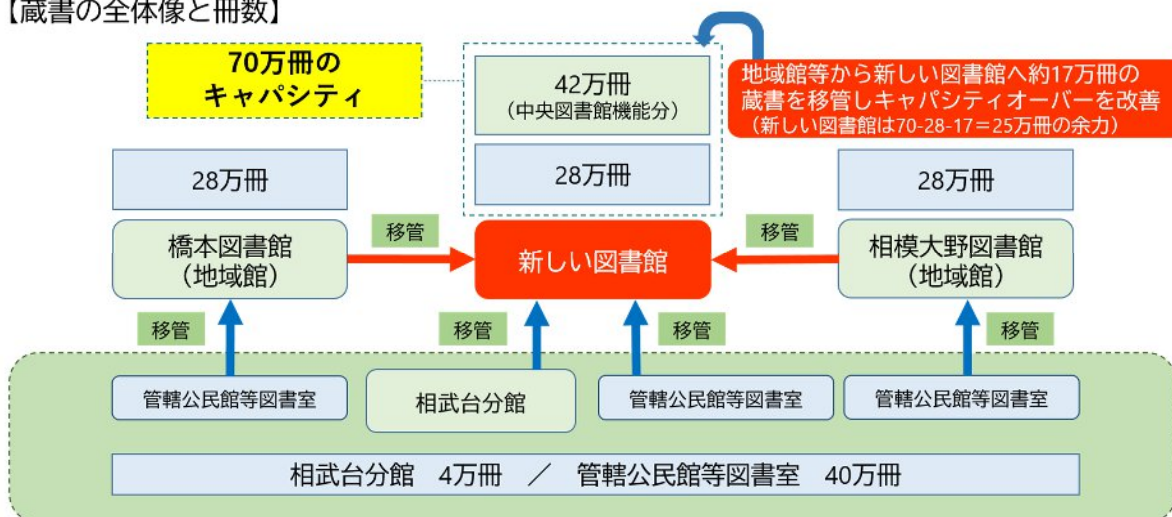 【蔵書の全体像と冊数】
70万冊の
キャパシティ
42万冊
（中央図書館機能分）
地域館等から新しい図書館へ約17万冊の
蔵書を移管しキャパシティオーバーを改善
（新しい図書館は70-28-17＝25万冊の余力）
28万冊
28万冊
28万冊
橋本図書館
（地域館）
移管
新しい図書館
移管
相模大野図書館
（地域館）
移管
移管
移管
移管
管轄公民館等図書室
相武台分館
管轄公民館等図書室
管轄公民館等図書室
相武台分館　4万冊　／　管轄公民館等図書室　40万冊